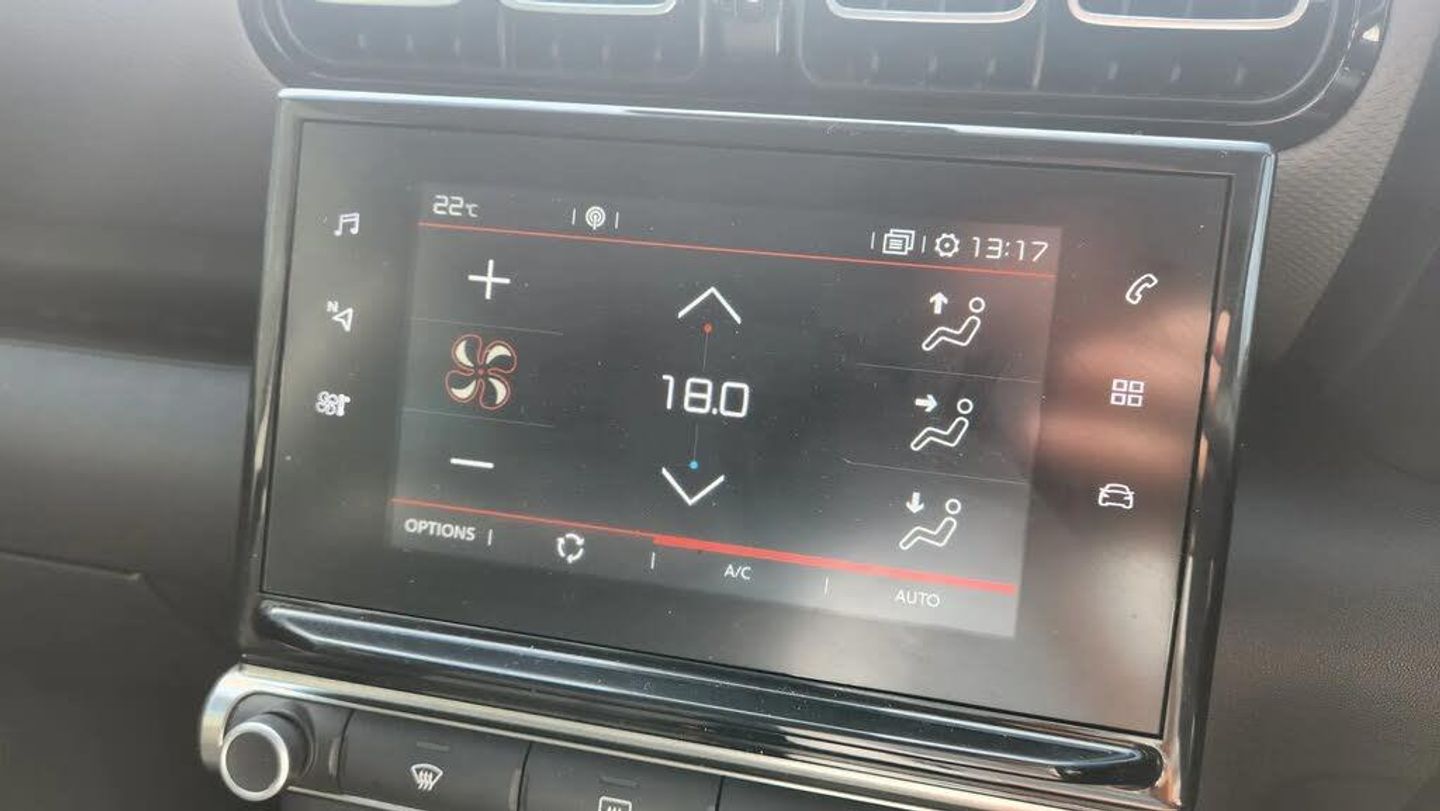 22°C
13:17
N
18.0
OPTIONS
A/C
AUTO